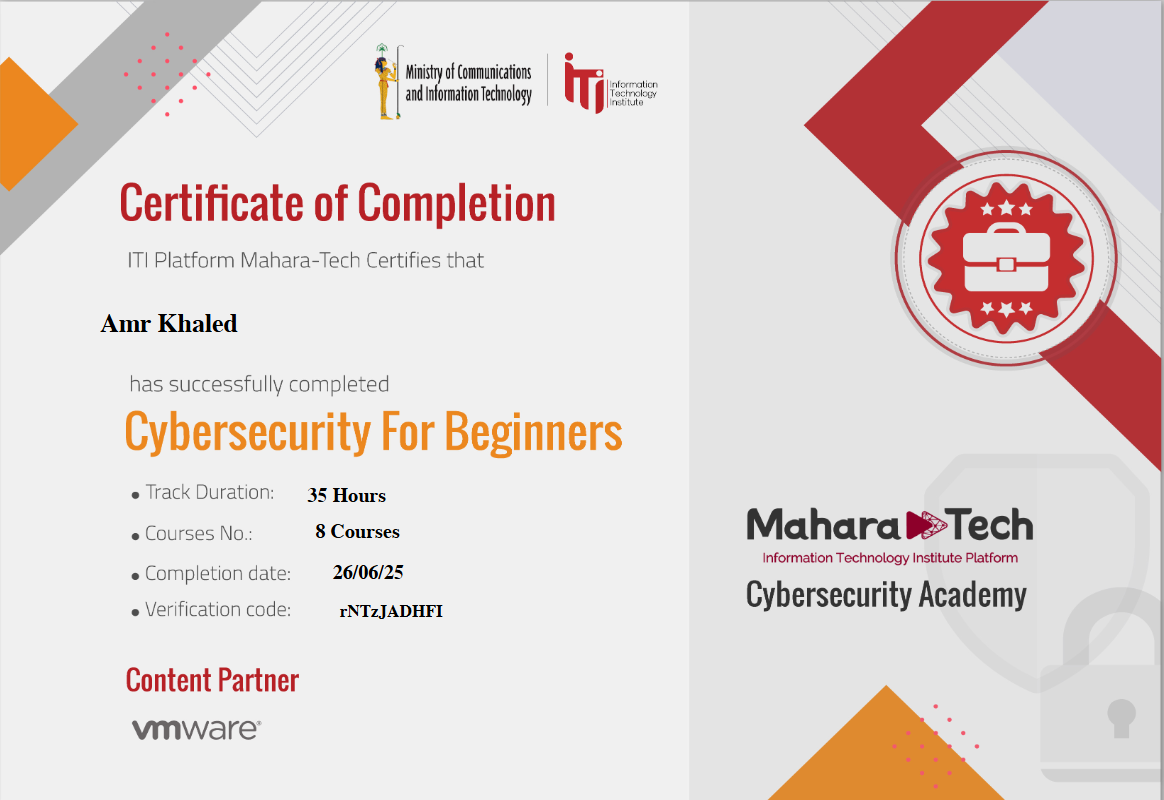 Ministry of Communications
and Information Technology
iTi
Information
Technology
Institute
Certificate of Completion
ITI Platform Mahara-Tech Certifies that
Amr Khaled
has successfully completed
Cybersecurity For Beginners
• Track Duration: 35 Hours
• Courses No.: 8 Courses
• Completion date: 26/06/25
• Verification code: rNTzJADHFI
Content Partner
vmware®
Mahara Tech
Information Technology Institute Platform
Cybersecurity Academy